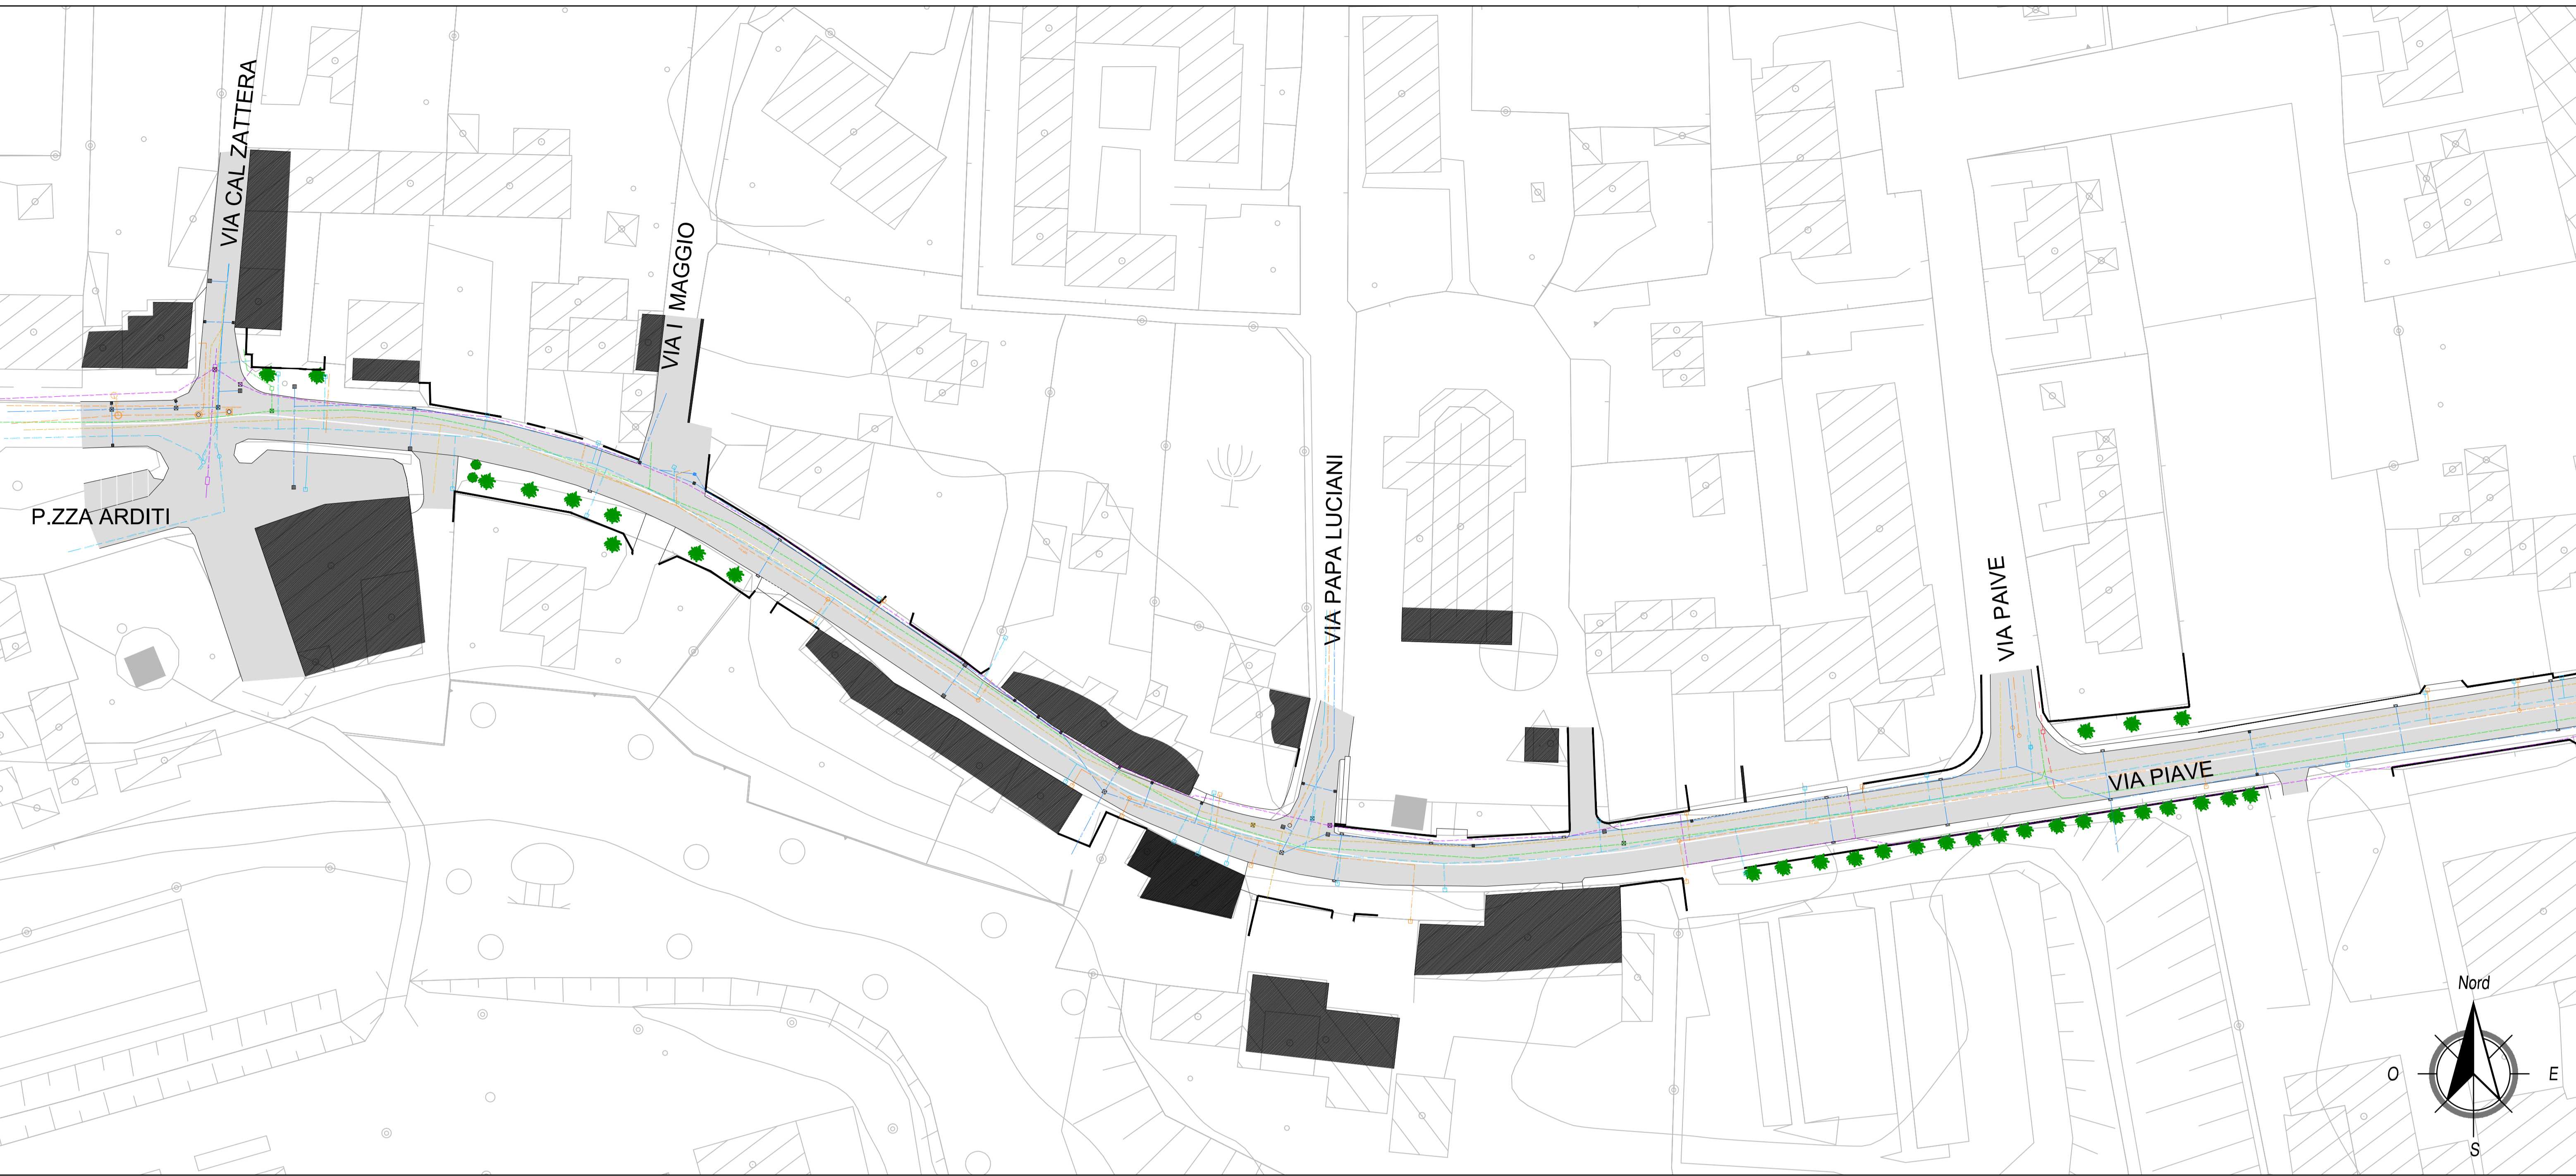 VIA CAL ZATTERA
VIA I MAGGIO
P.ZZA ARDITI
VIA PAPA LUCIANI
VIA PAIVE
VIA PIAVE
Nord
O
E
S